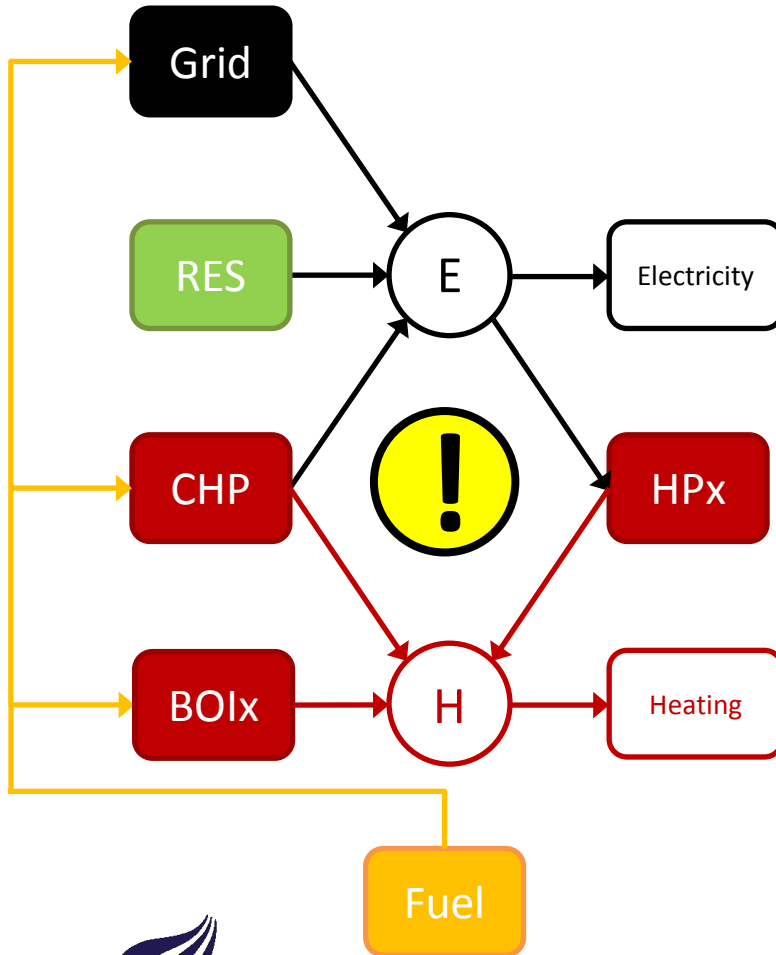 Grid
RES
E
Electricity
CHP
!
HPx
BOIx
H
Heating
Fuel